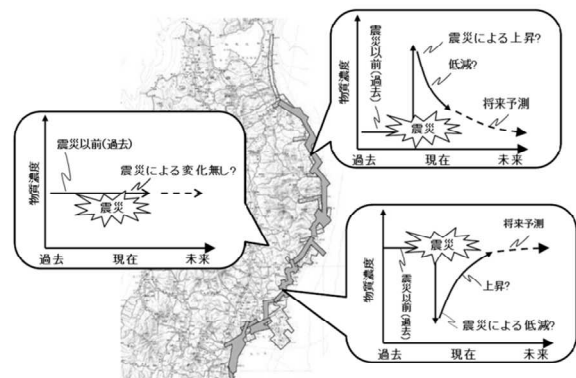 物質濃度
震災以前(過去)
震災による上昇?
低減?
将来予測
震災
過去 現在 未来
物質濃度
震災以前(過去)
震災による変化無し?
震災
過去 現在 未来
物質濃度
震災
将来予測
震災以前(過去)
上昇?
震災による低減?
過去 現在 未来